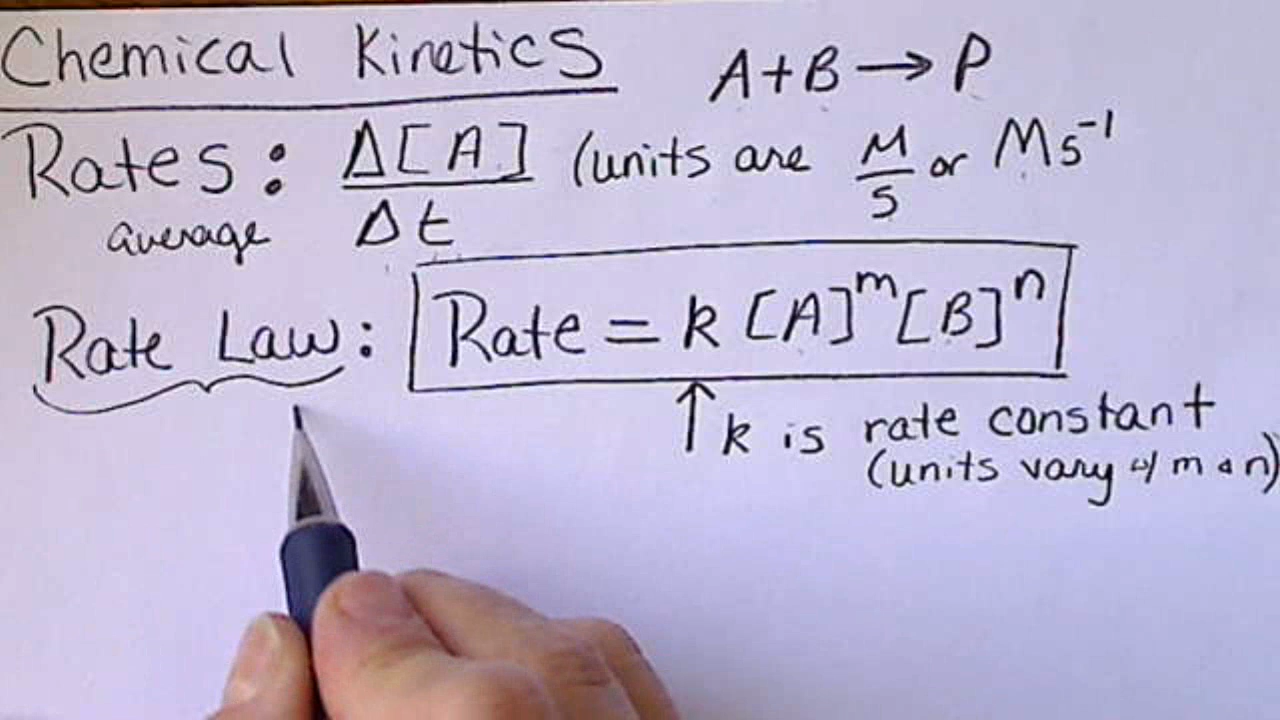 Chemical Kinetics A+B → P
Rates: Δ[A]/Δt (units are M/s or Ms⁻¹
average
Rate Law: Rate = k [A]ᵐ[B]ⁿ
↑ k is rate constant
(units vary w/ m & n)